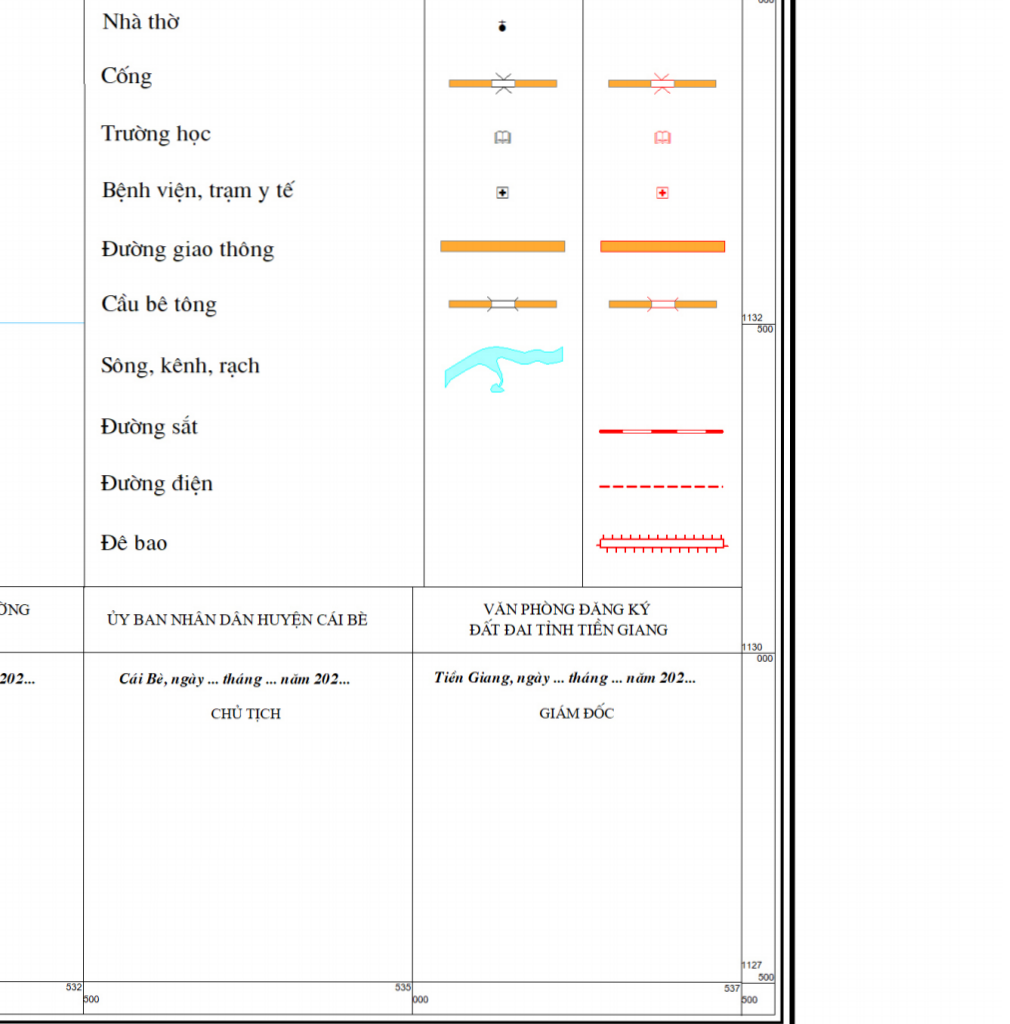 Nhà thờ
Cống
Trường học
Bệnh viện, trạm y tế
Đường giao thông
Cầu bê tông
1132
500
Sông, kênh, rạch
Đường sắt
Đường điện
Đê bao
ỦY BAN NHÂN DÂN HUYỆN CÁI BÈ
VĂN PHÒNG ĐĂNG KÝ
ĐẤT ĐAI TỈNH TIỀN GIANG
1130
000
202...
Cái Bè, ngày ... tháng ... năm 202...
Tiền Giang, ngày ... tháng ... năm 202...
CHỦ TỊCH
GIÁM ĐỐC
1127
500
532
500
535
000
537
500